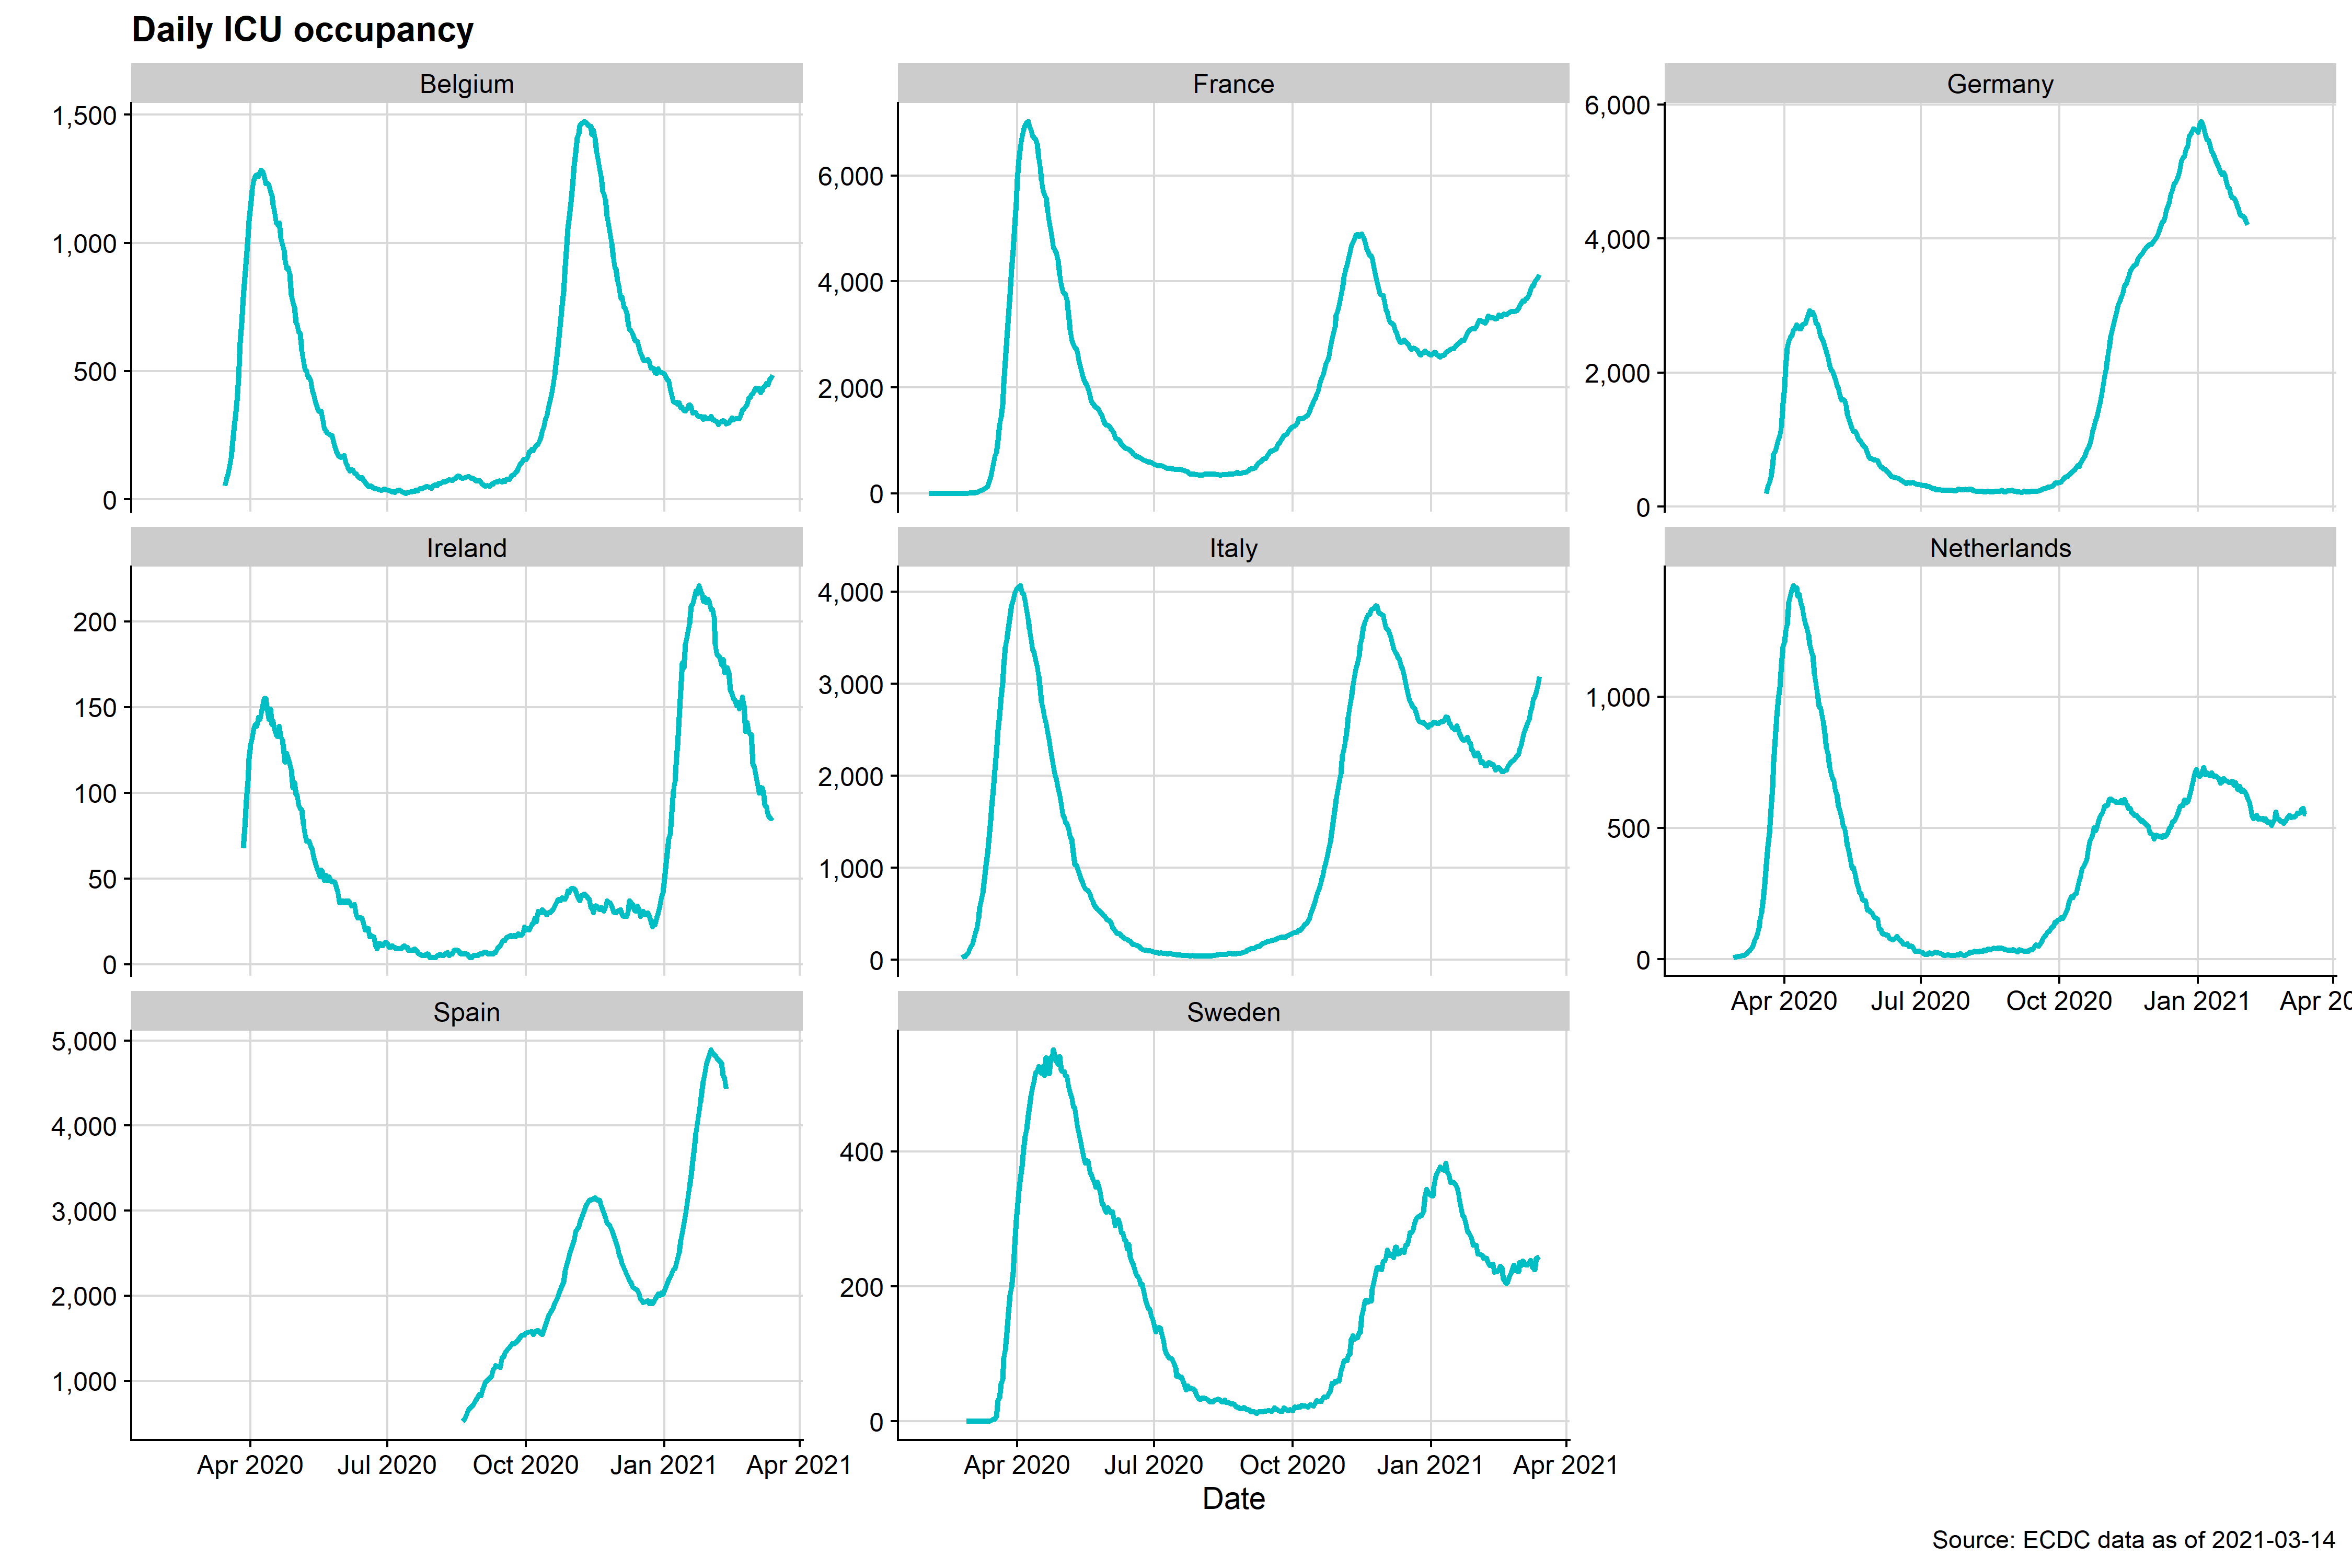 Daily ICU occupancy
Belgium
1,500
1,000
500
0
France
6,000
4,000
2,000
0
Germany
6,000
4,000
2,000
0
Ireland
200
150
100
50
0
Italy
4,000
3,000
2,000
1,000
0
Netherlands
1,000
500
0
Apr 2020 Jul 2020 Oct 2020 Jan 2021 Apr 20
Spain
5,000
4,000
3,000
2,000
1,000
Apr 2020 Jul 2020 Oct 2020 Jan 2021 Apr 2021
Sweden
400
200
0
Apr 2020 Jul 2020 Oct 2020 Jan 2021 Apr 2021
Date
Source: ECDC data as of 2021-03-14